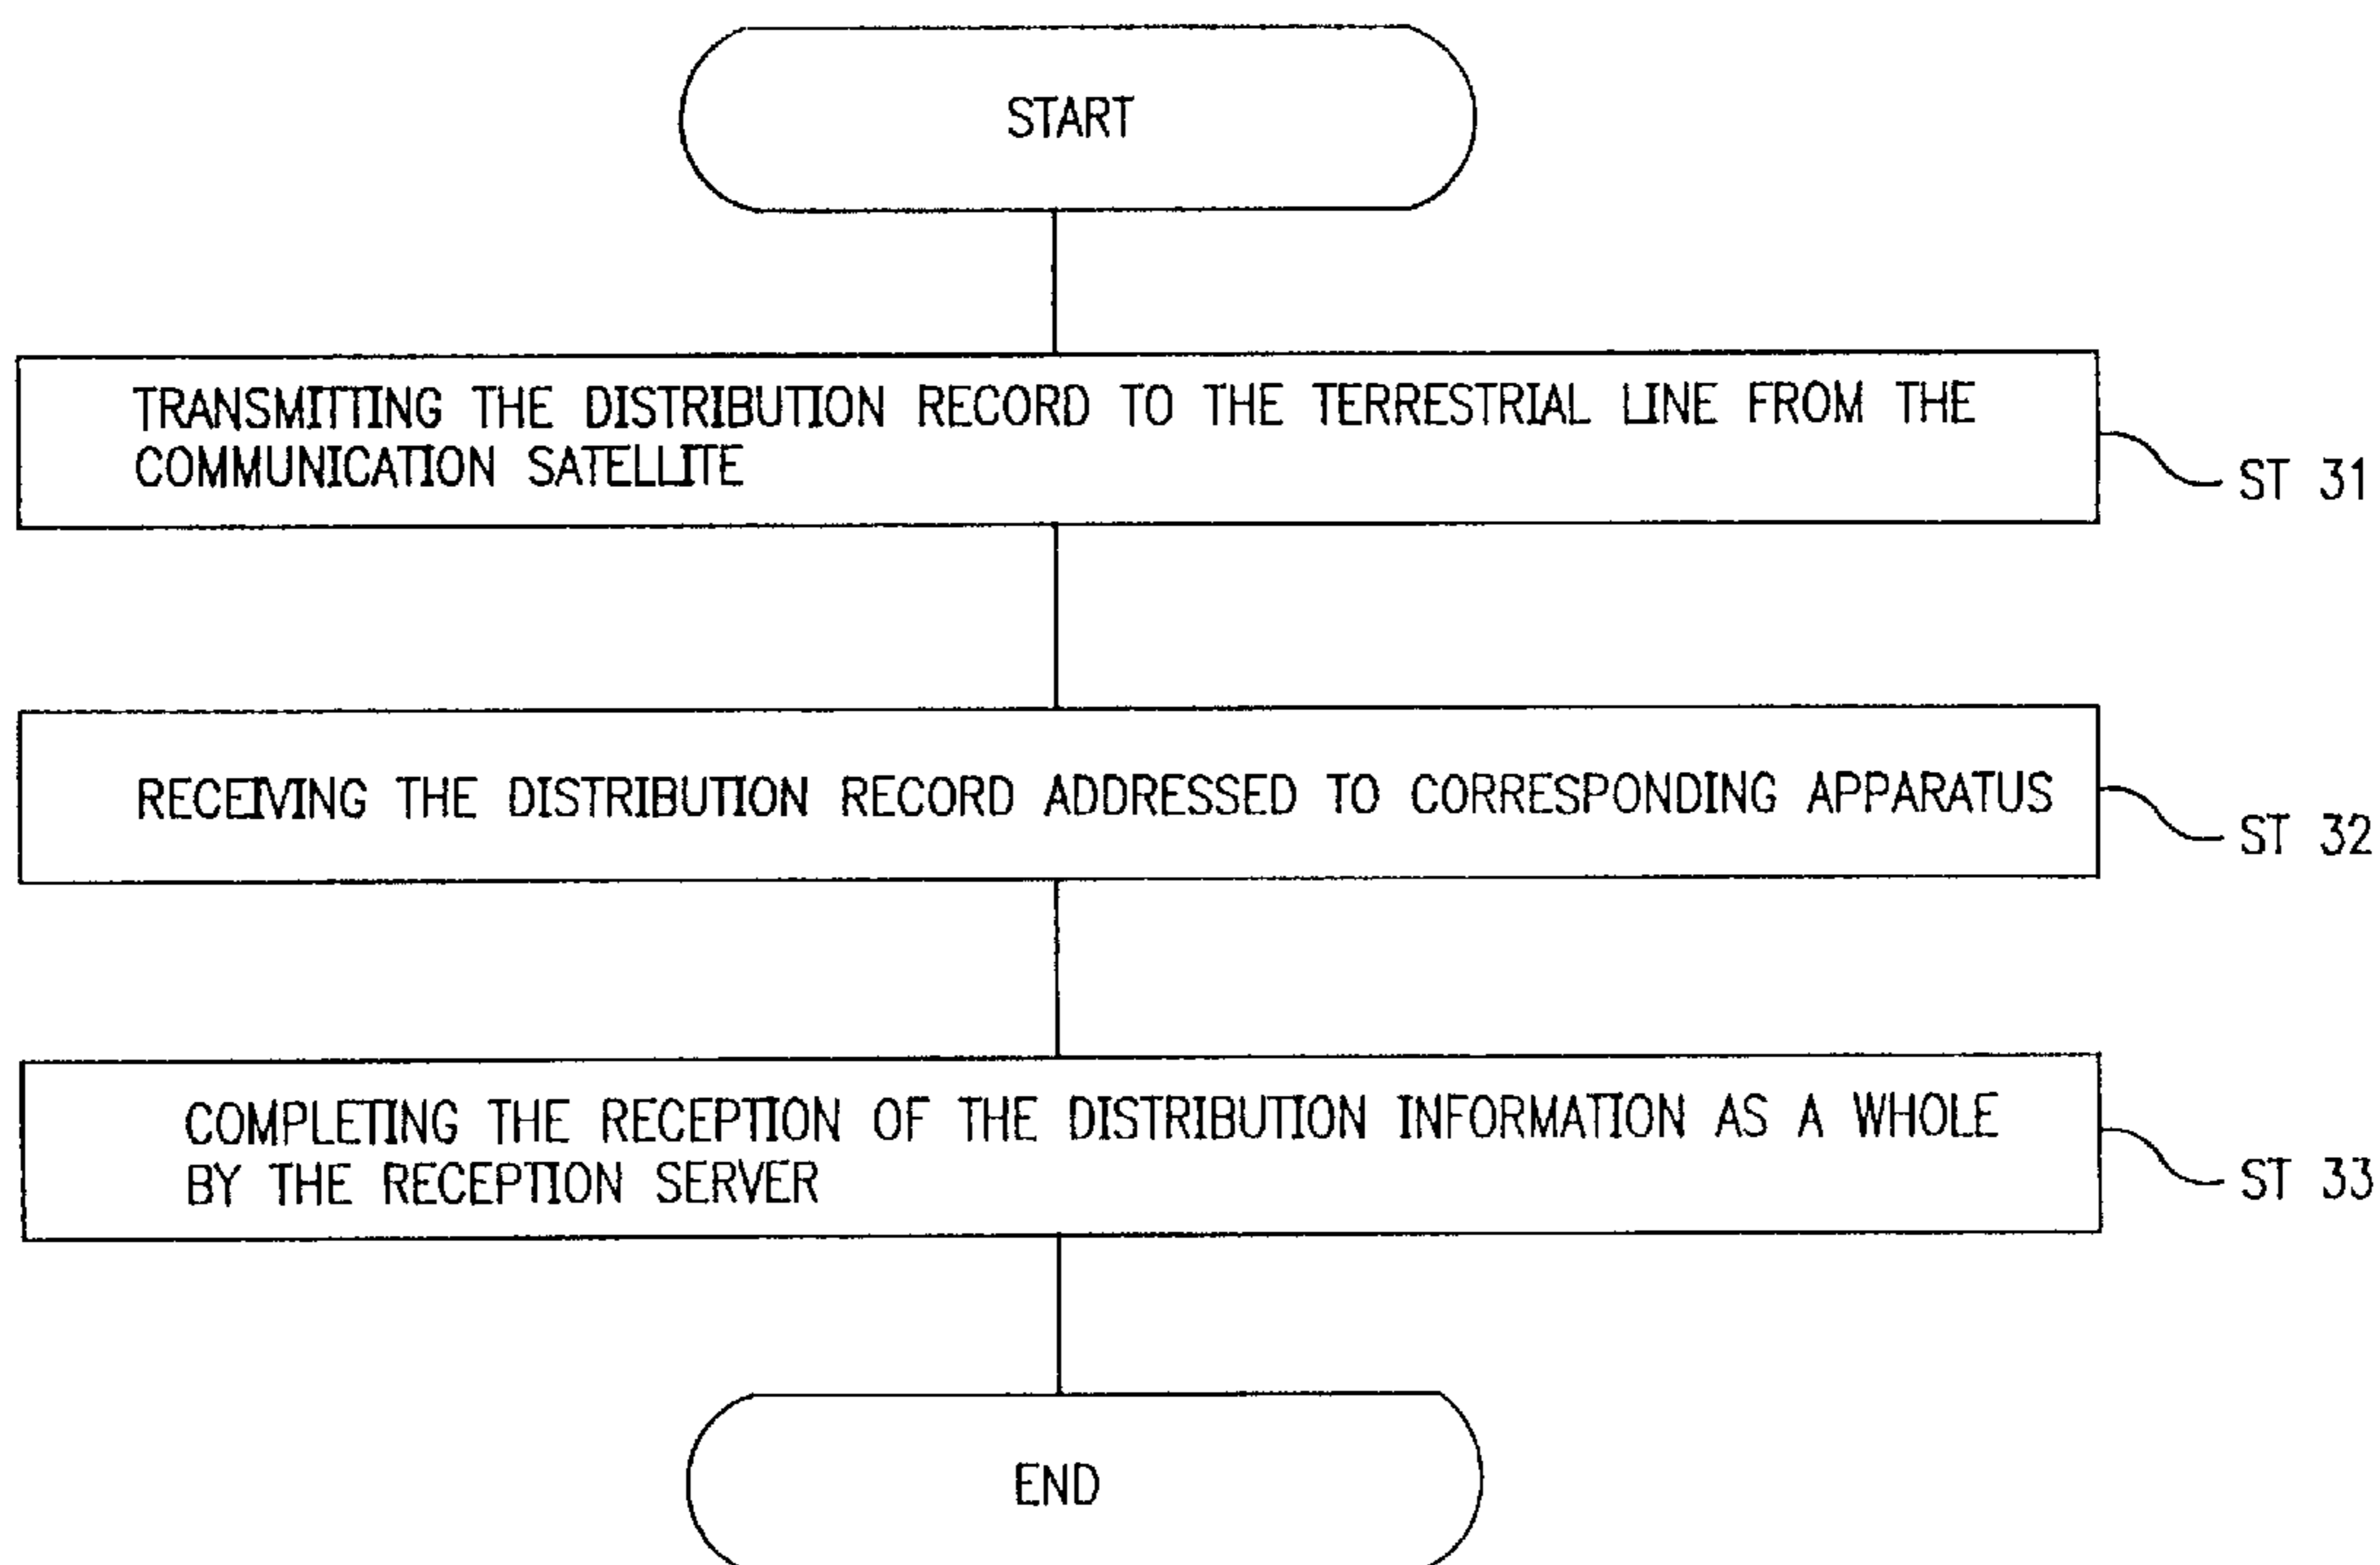 START
TRANSMITTING THE DISTRIBUTION RECORD TO THE TERRESTRIAL LINE FROM THE
COMMUNICATION SATELLITE
ST 31
RECEIVING THE DISTRIBUTION RECORD ADDRESSED TO CORRESPONDING APPARATUS
ST 32
COMPLETING THE RECEPTION OF THE DISTRIBUTION INFORMATION AS A WHOLE
BY THE RECEPTION SERVER
ST 33
END